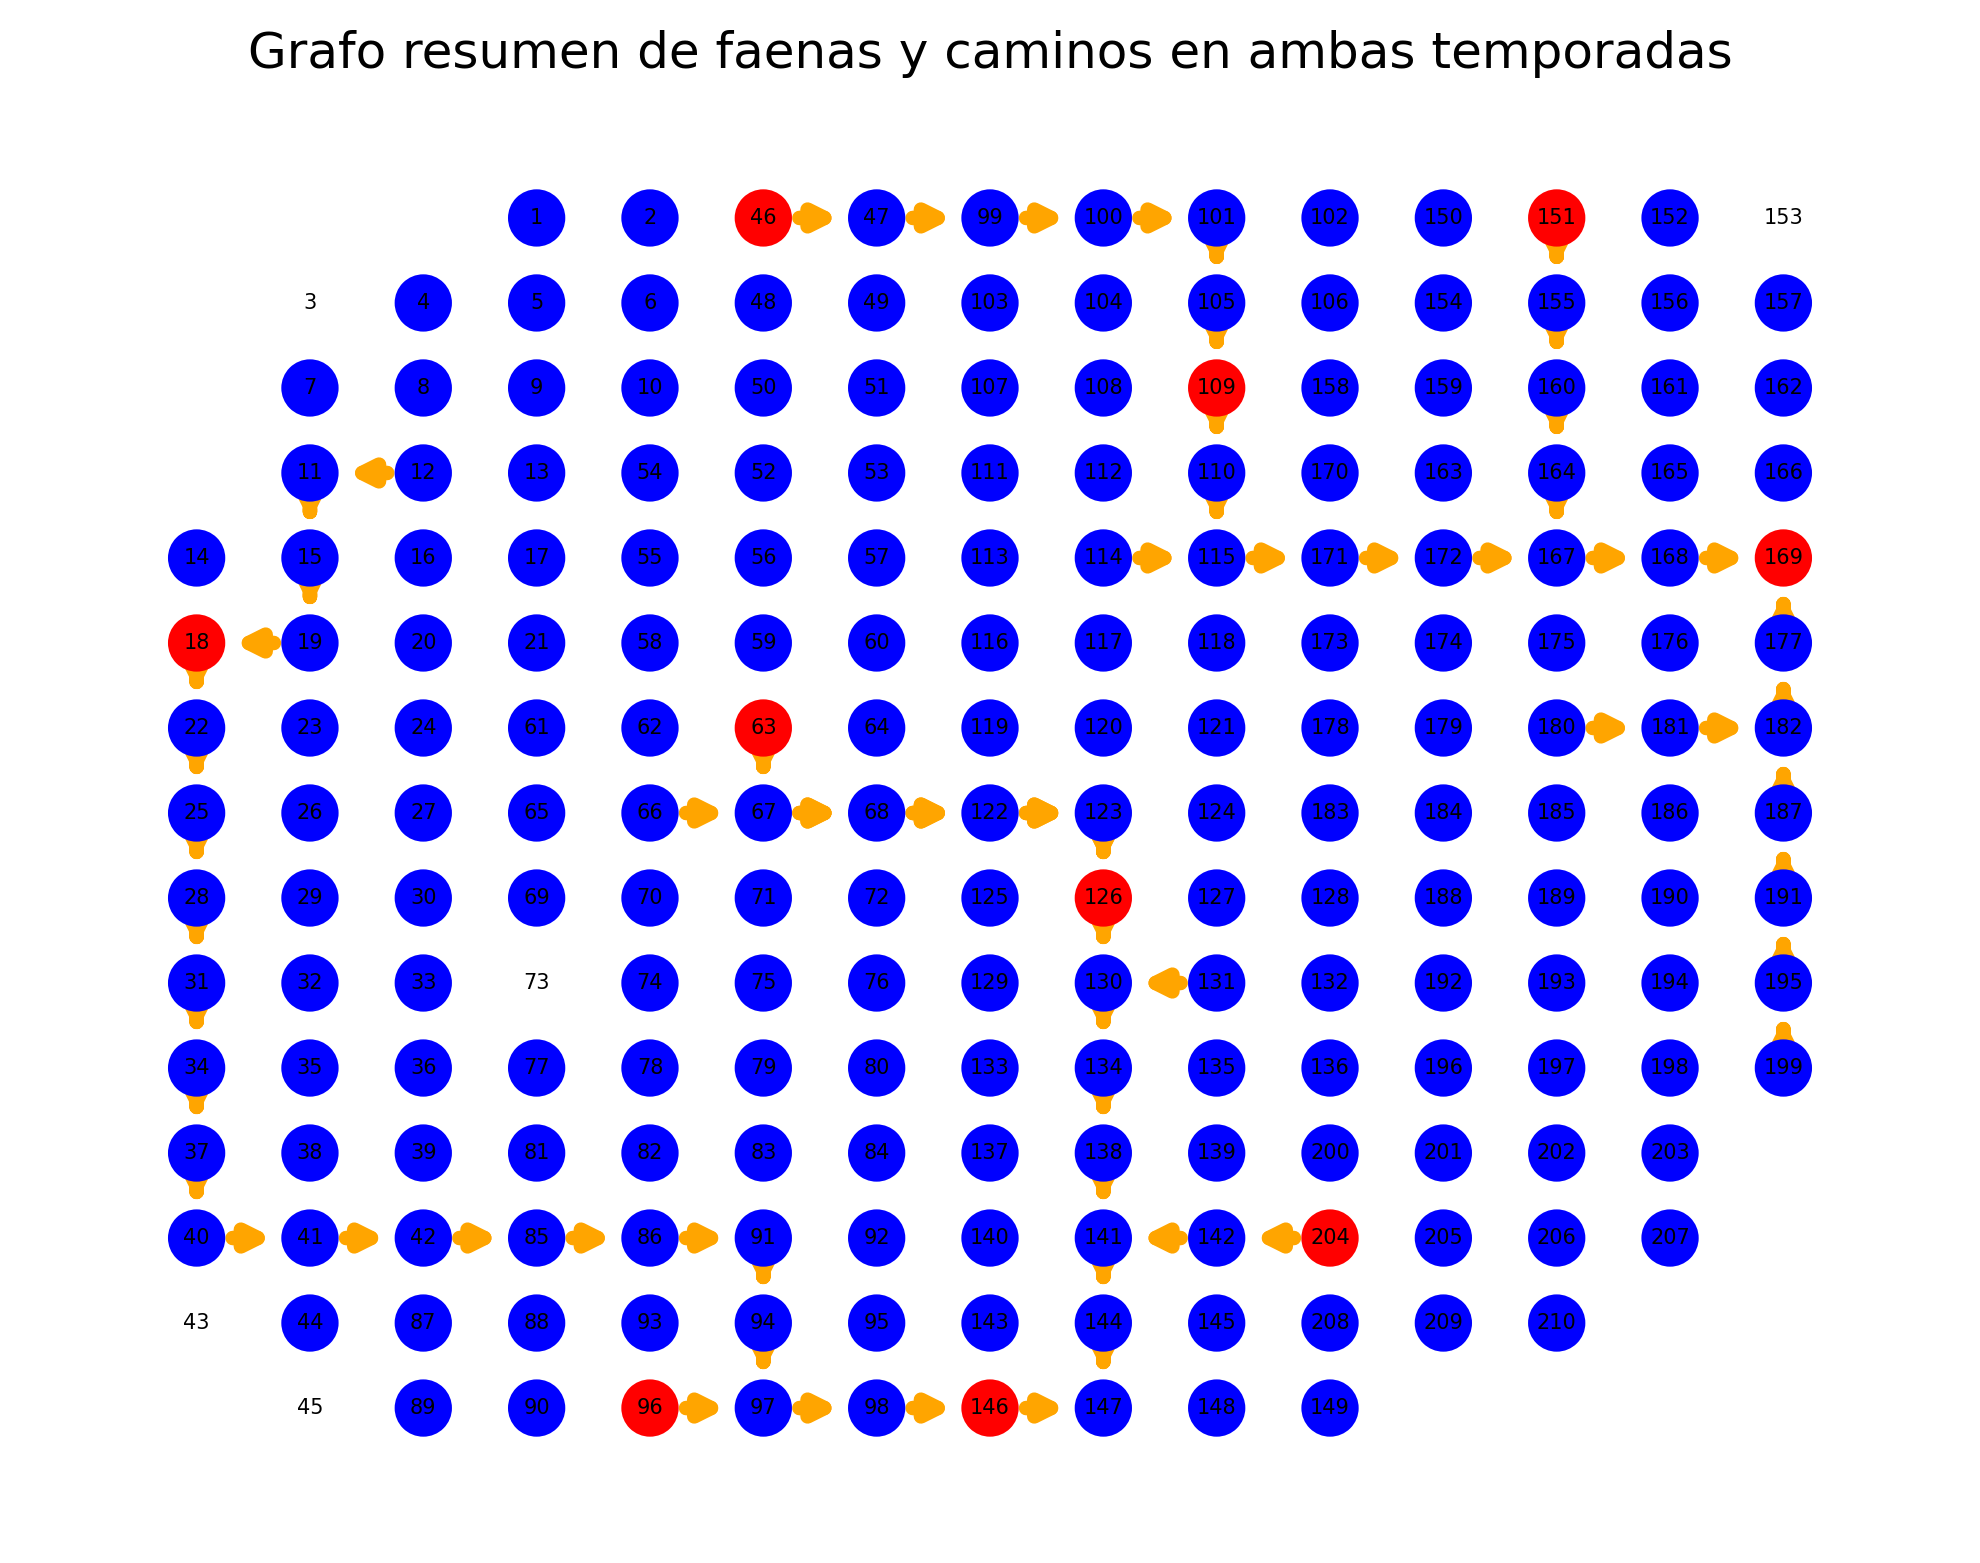 Grafo resumen de faenas y caminos en ambas temporadas
1 2 46 47 99 100 101 102 150 151 152 153
3 4 5 6 48 49 103 104 105 106 154 155 156 157
7 8 9 10 50 51 107 108 109 158 159 160 161 162
11 12 13 54 52 53 111 112 110 170 163 164 165 166
14 15 16 17 55 56 57 113 114 115 171 172 167 168 169
18 19 20 21 58 59 60 116 117 118 173 174 175 176 177
22 23 24 61 62 63 64 119 120 121 178 179 180 181 182
25 26 27 65 66 67 68 122 123 124 183 184 185 186 187
28 29 30 69 70 71 72 125 126 127 128 188 189 190 191
31 32 33 73 74 75 76 129 130 131 132 192 193 194 195
34 35 36 77 78 79 80 133 134 135 136 196 197 198 199
37 38 39 81 82 83 84 137 138 139 200 201 202 203
40 41 42 85 86 91 92 140 141 142 204 205 206 207
43 44 87 88 93 94 95 143 144 145 208 209 210
45 89 90 96 97 98 146 147 148 149